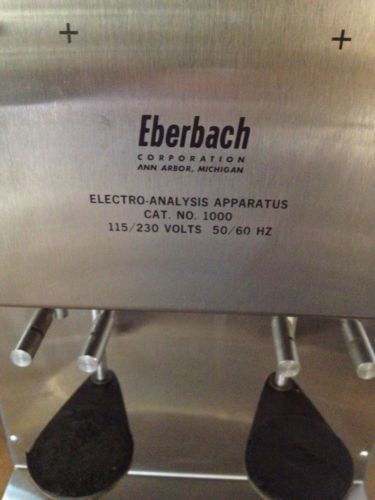 + +
Eberbach
CORPORATION
ANN ARBOR, MICHIGAN
ELECTRO-ANALYSIS APPARATUS
CAT. NO. 1000
115/230 VOLTS 50/60 HZ